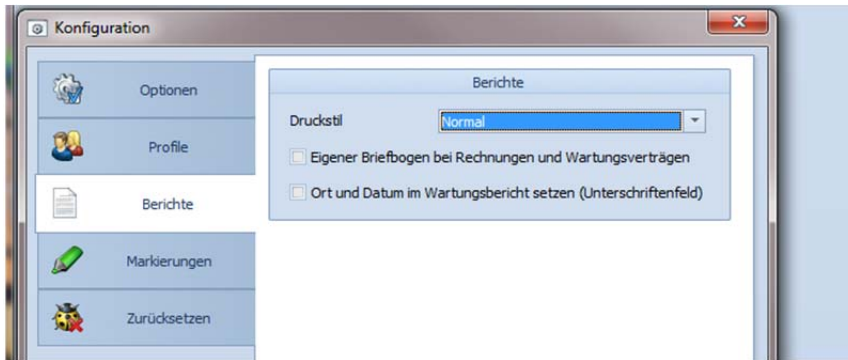 Konfiguration
Optionen
Profile
Berichte
Markierungen
Zurücksetzen
Berichte
Druckstil Normal
Eigener Briefbogen bei Rechnungen und Wartungsverträgen
Ort und Datum im Wartungsbericht setzen (Unterschriftenfeld)